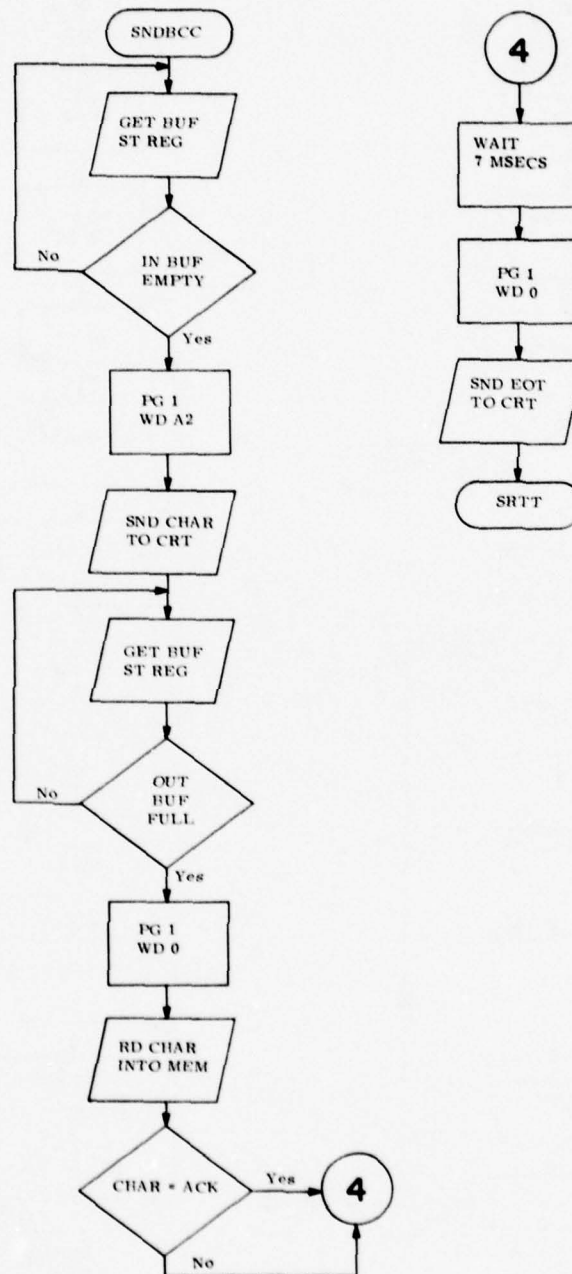 SNDBCC
GET BUF
ST REG
No
IN BUF
EMPTY
Yes
PG 1
WD A2
SND CHAR
TO CRT
GET BUF
ST REG
No
OUT
BUF
FULL
Yes
PG 1
WD 0
RD CHAR
INTO MEM
CHAR = ACK
Yes
4
No
4
WAIT
7 MSECS
PG 1
WD 0
SND EOT
TO CRT
SRTT